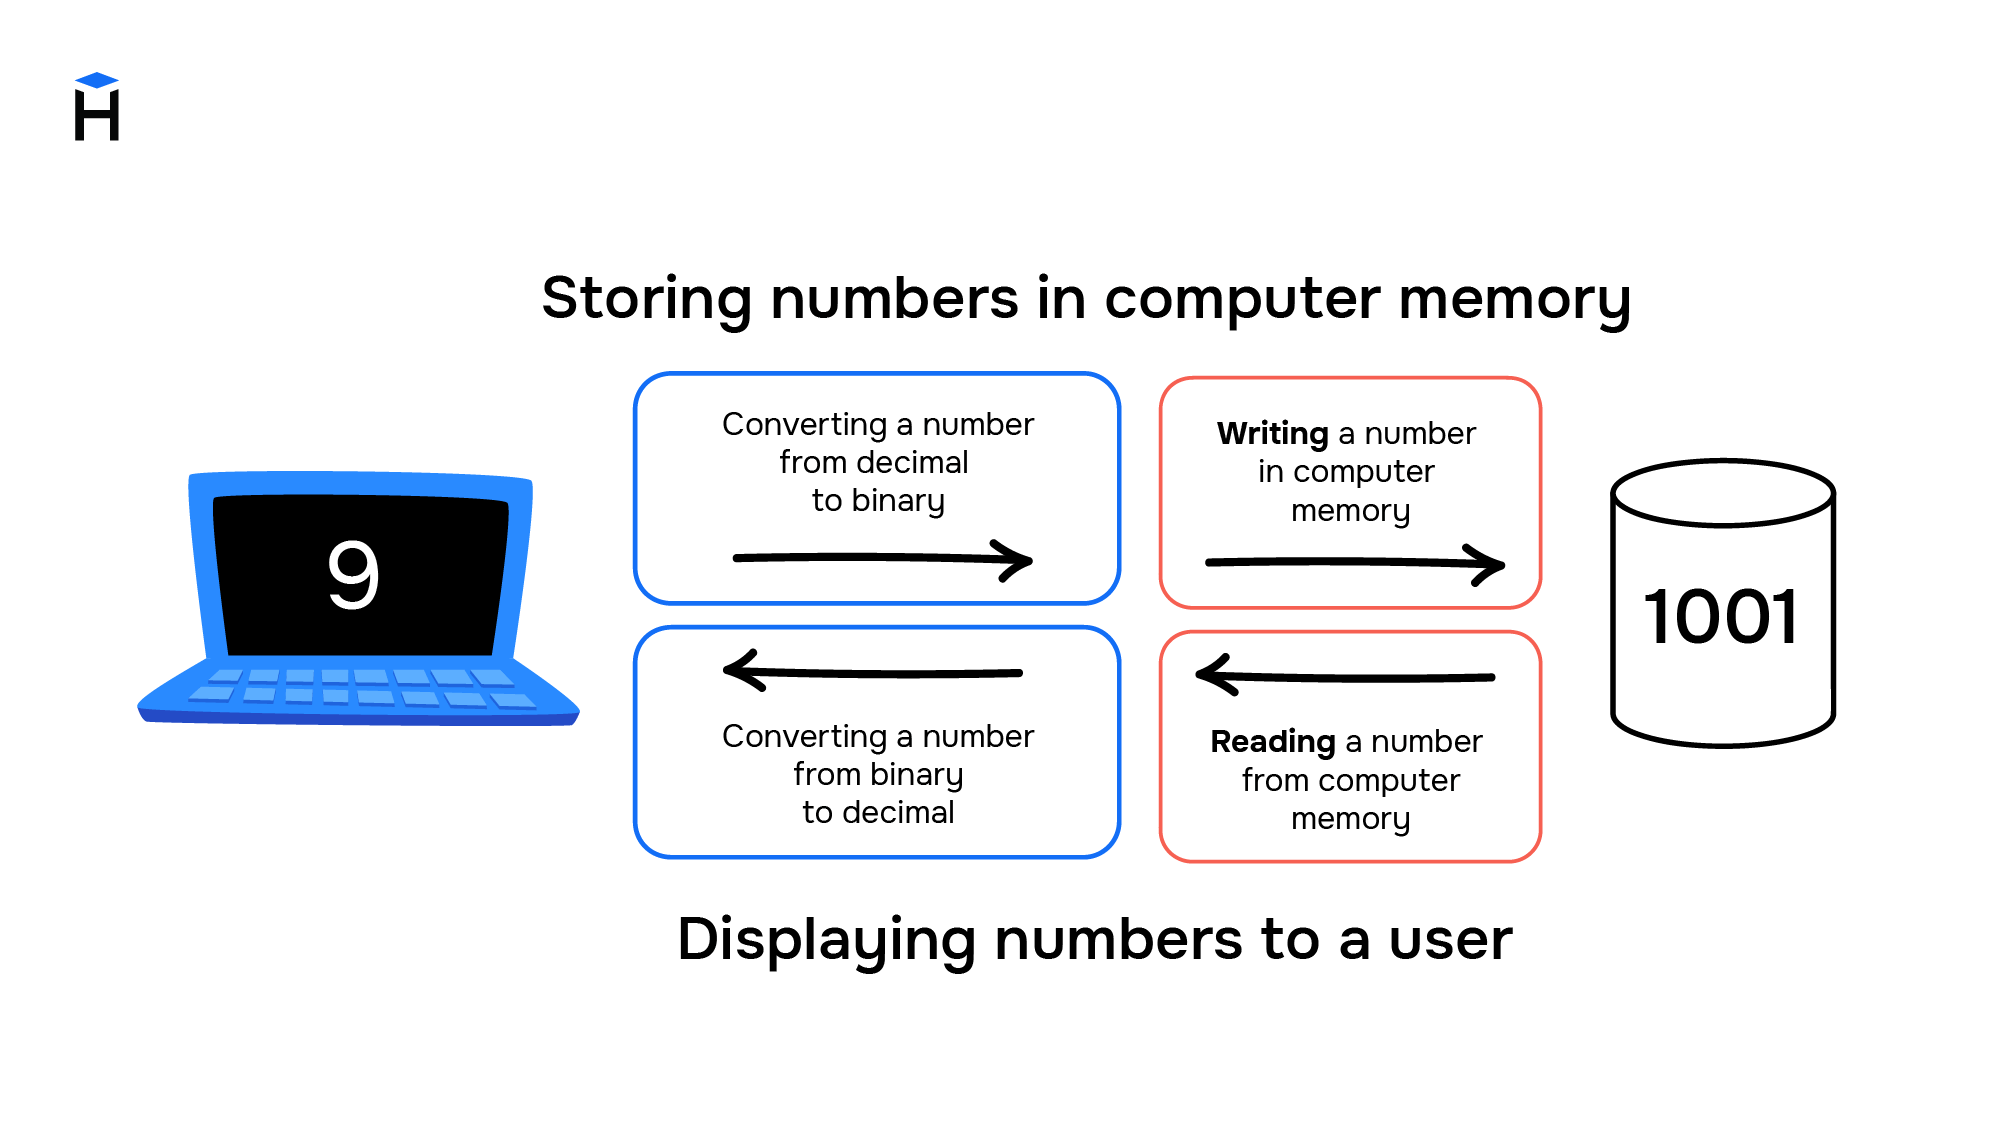 H
Storing numbers in computer memory
Converting a number
from decimal
to binary
Writing a number
in computer
memory
9
1001
Converting a number
from binary
to decimal
Reading a number
from computer
memory
Displaying numbers to a user